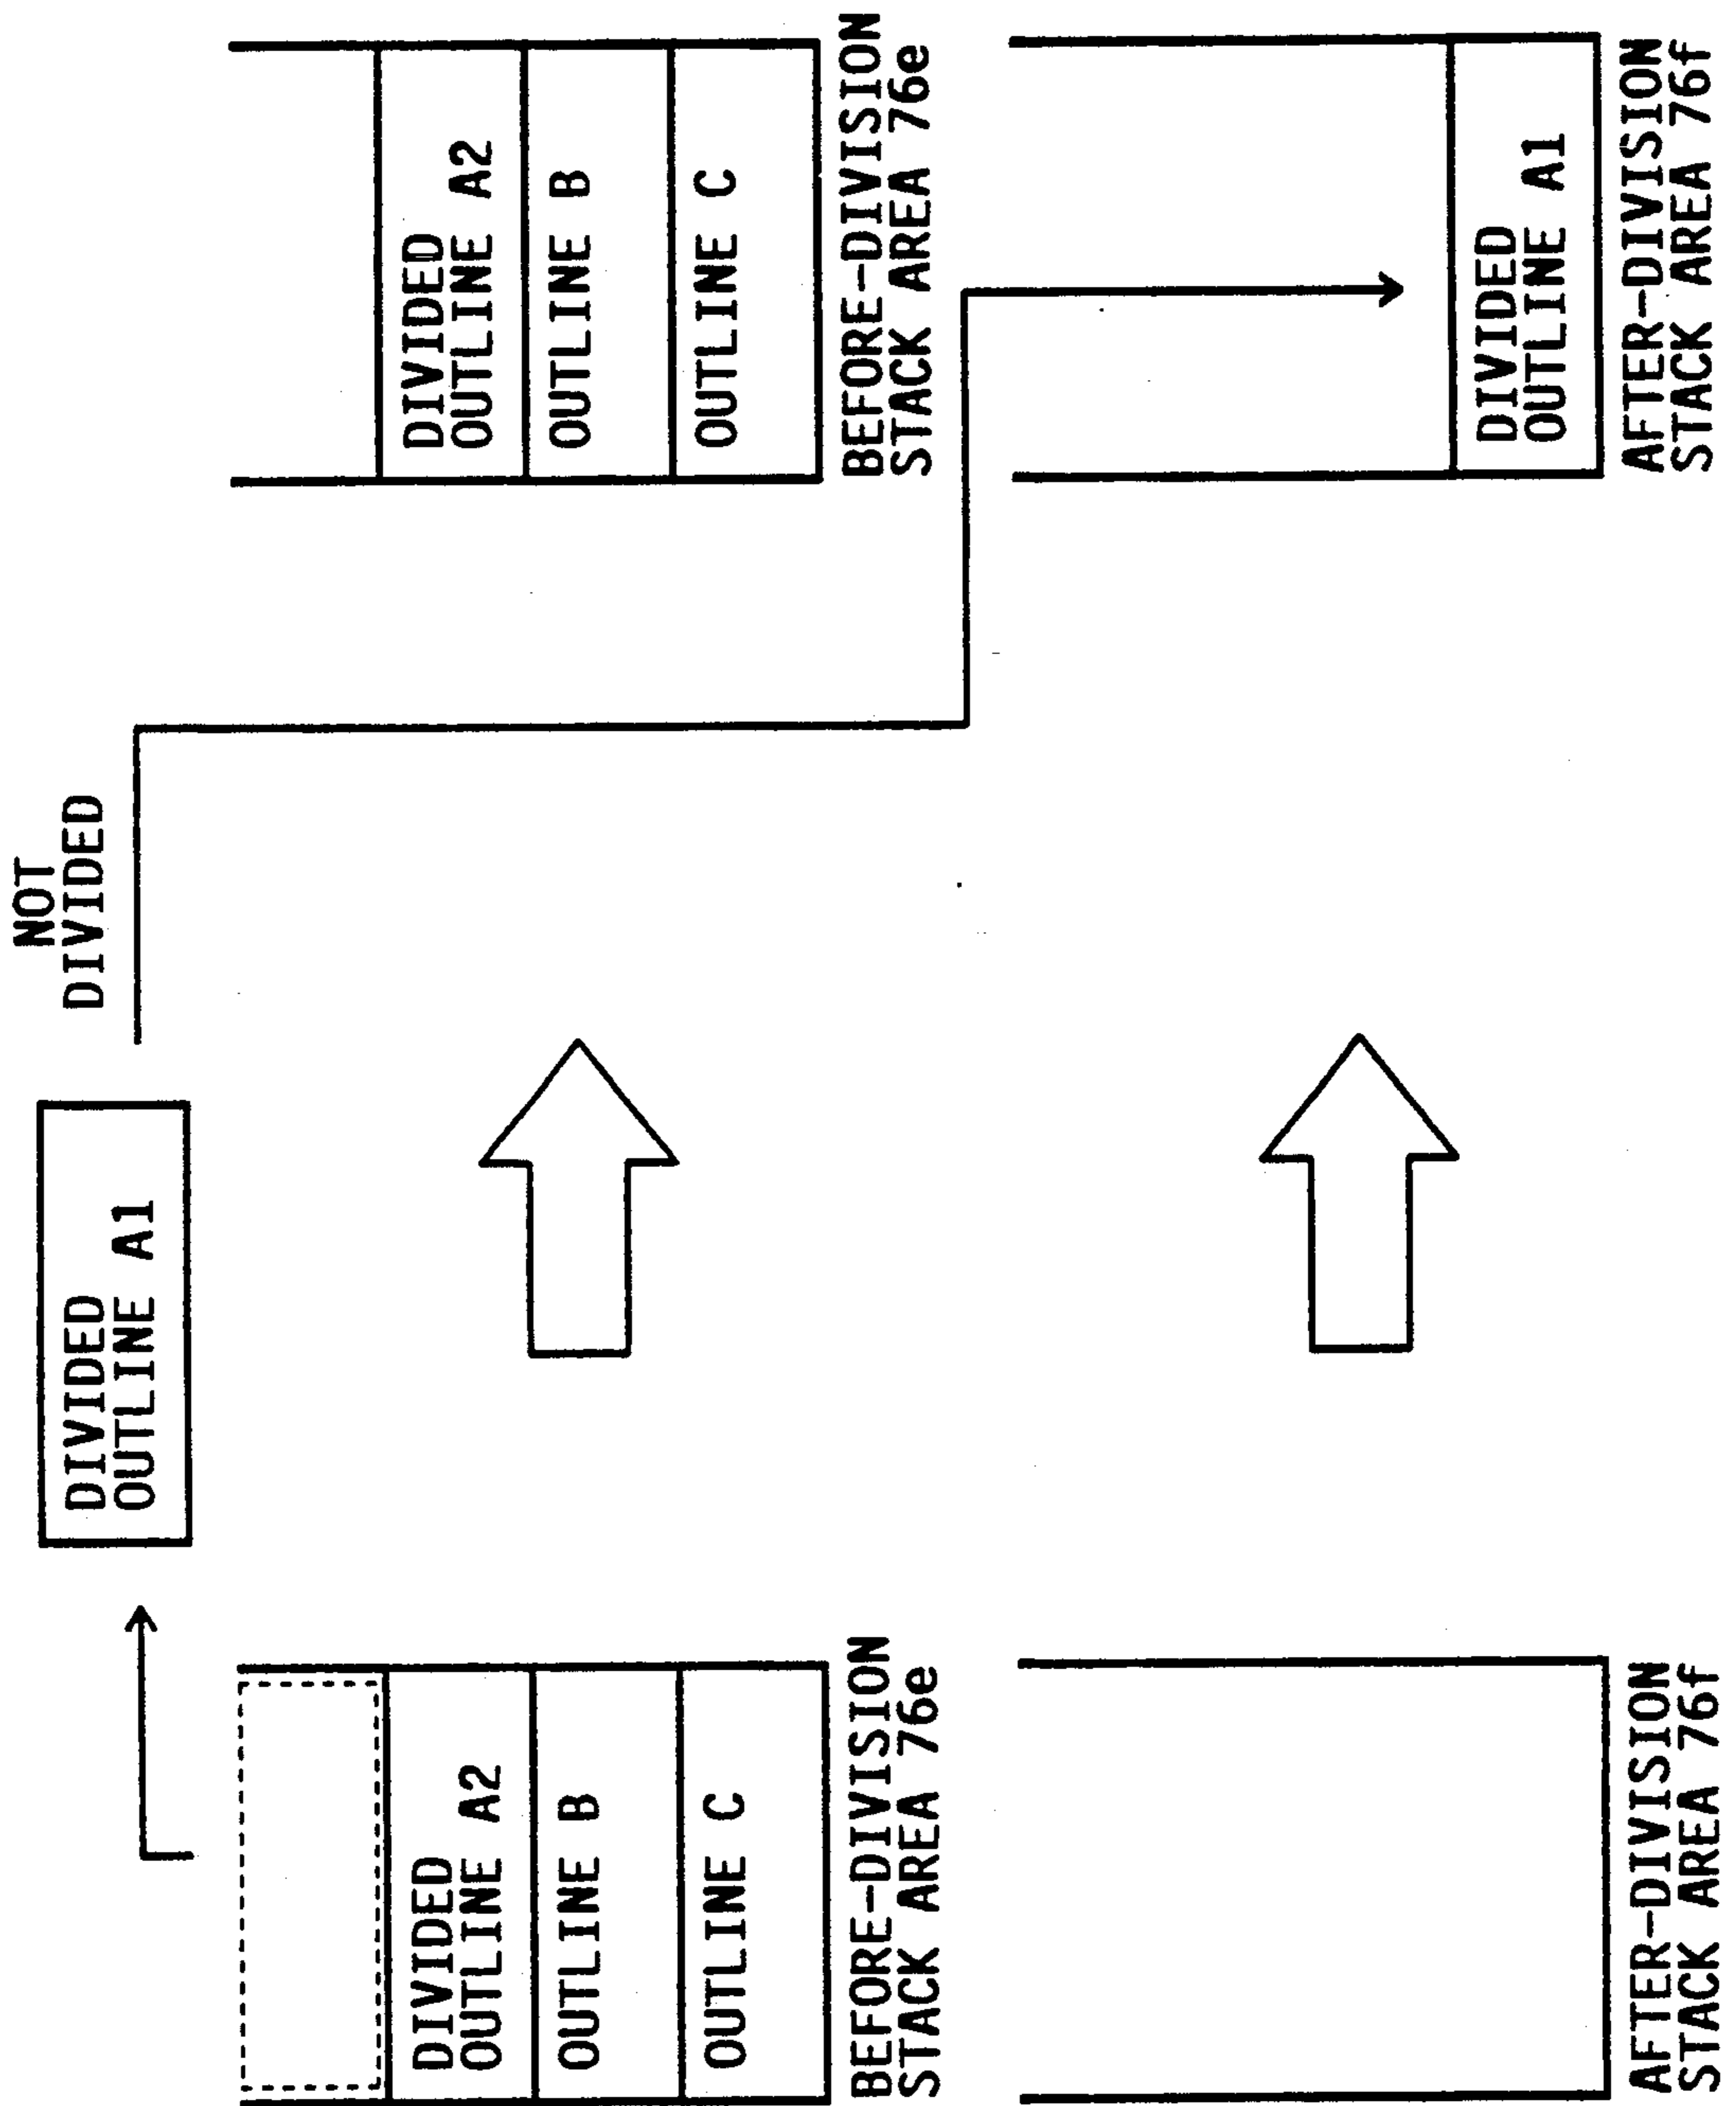 DIVIDED
OUTLINE A1
NOT
DIVIDED
DIVIDED
OUTLINE A2
OUTLINE B
OUTLINE C
BEFORE-DIVISION
STACK AREA 76e
DIVIDED
OUTLINE A2
OUTLINE B
OUTLINE C
BEFORE-DIVISION
STACK AREA 76e
AFTER-DIVISION
STACK AREA 76f
DIVIDED
OUTLINE A1
AFTER-DIVISION
STACK AREA 76f